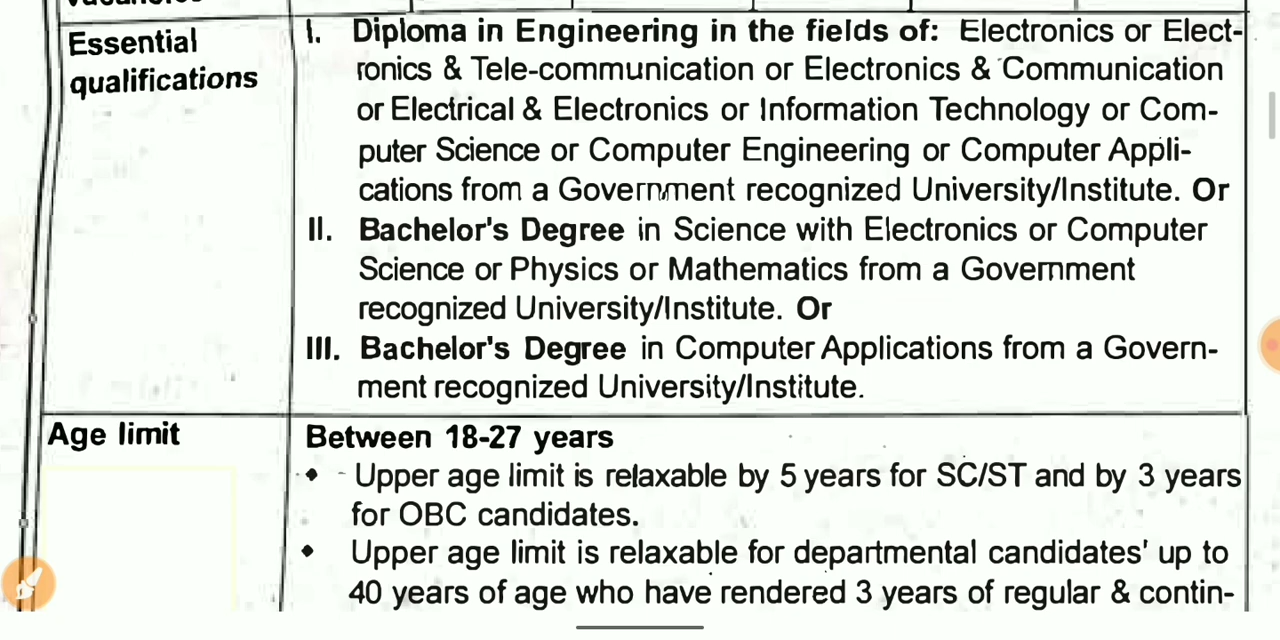 vacancies
Essential
qualifications
I. Diploma in Engineering in the fields of: Electronics or Elect-
ronics & Tele-communication or Electronics & Communication
or Electrical & Electronics or Information Technology or Com-
puter Science or Computer Engineering or Computer Appli-
cations from a Government recognized University/Institute. Or
II. Bachelor's Degree in Science with Electronics or Computer
Science or Physics or Mathematics from a Government
recognized University/Institute. Or
III. Bachelor's Degree in Computer Applications from a Govern-
ment recognized University/Institute.
Age limit
Between 18-27 years
• Upper age limit is relaxable by 5 years for SC/ST and by 3 years
for OBC candidates.
• Upper age limit is relaxable for departmental candidates' up to
40 years of age who have rendered 3 years of regular & contin-